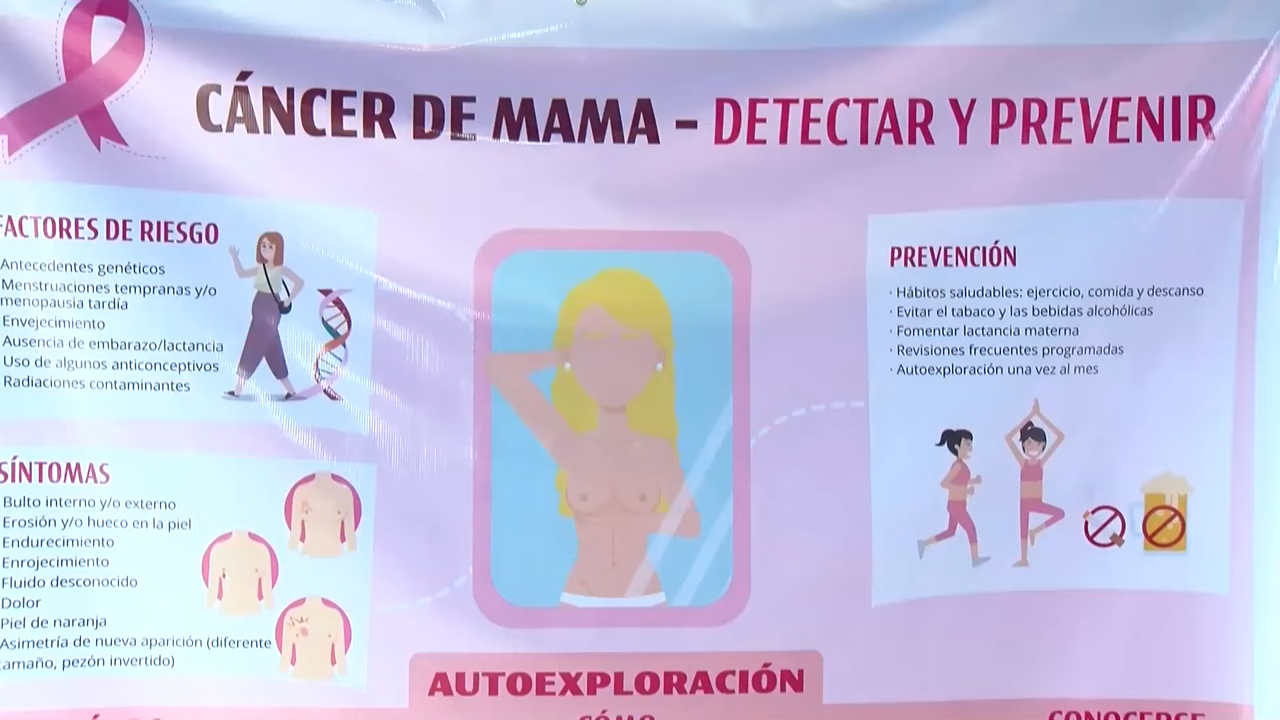 CÁNCER DE MAMA – DETECTAR Y PREVENIR
FACTORES DE RIESGO
Antecedentes genéticos
Menstruaciones tempranas y/o
menopausia tardía
Envejecimiento
Ausencia de embarazo/lactancia
Uso de algunos anticonceptivos
Radiaciones contaminantes
SÍNTOMAS
Bulto interno y/o externo
Erosión y/o hueco en la piel
Endurecimiento
Enrojecimiento
Fluido desconocido
Dolor
Piel de naranja
Asimetría de nueva aparición (diferente
tamaño, pezón invertido)
PREVENCIÓN
· Hábitos saludables: ejercicio, comida y descanso
· Evitar el tabaco y las bebidas alcohólicas
· Fomentar lactancia materna
· Revisiones frecuentes programadas
· Autoexploración una vez al mes
AUTOEXPLORACIÓN
CÓMO
CONOCERSE